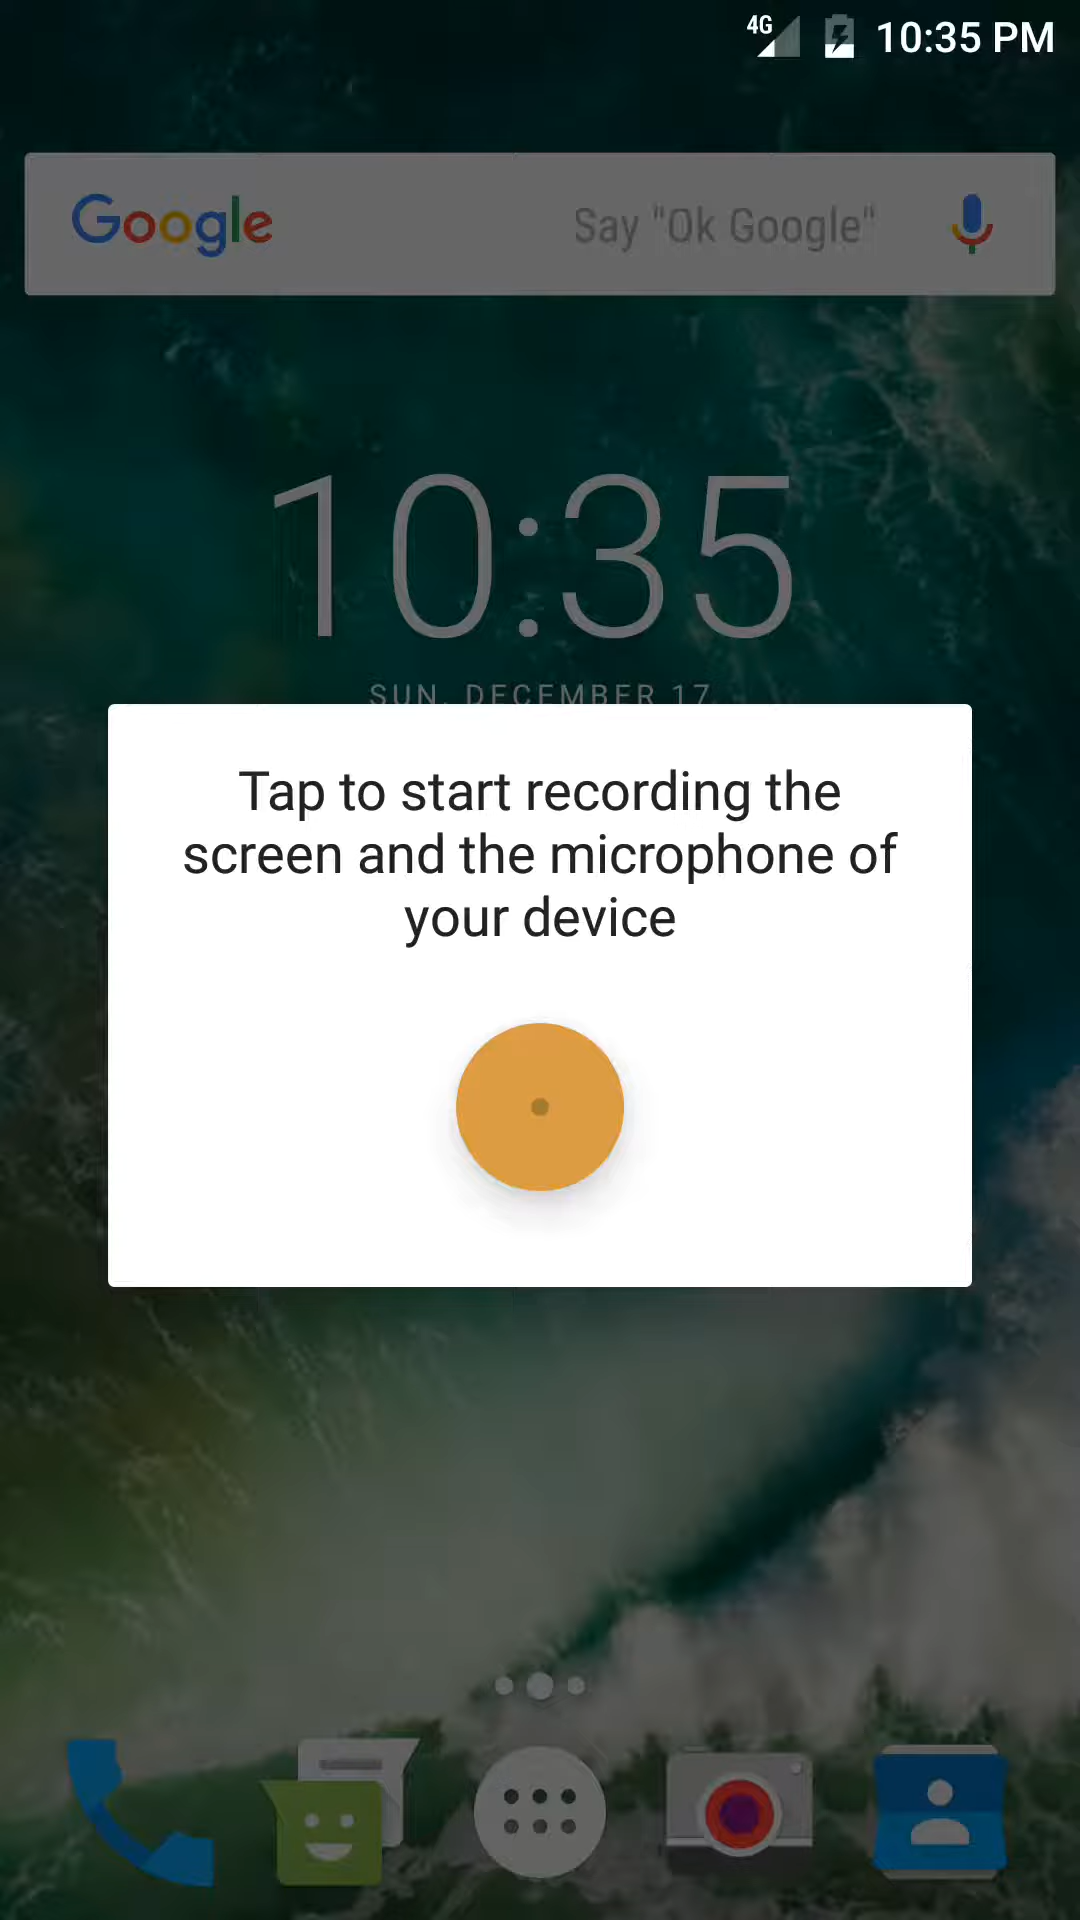 4G 10:35 PM
Google Say "Ok Google"
10:35
SUN, DECEMBER 17
Tap to start recording the
screen and the microphone of
your device